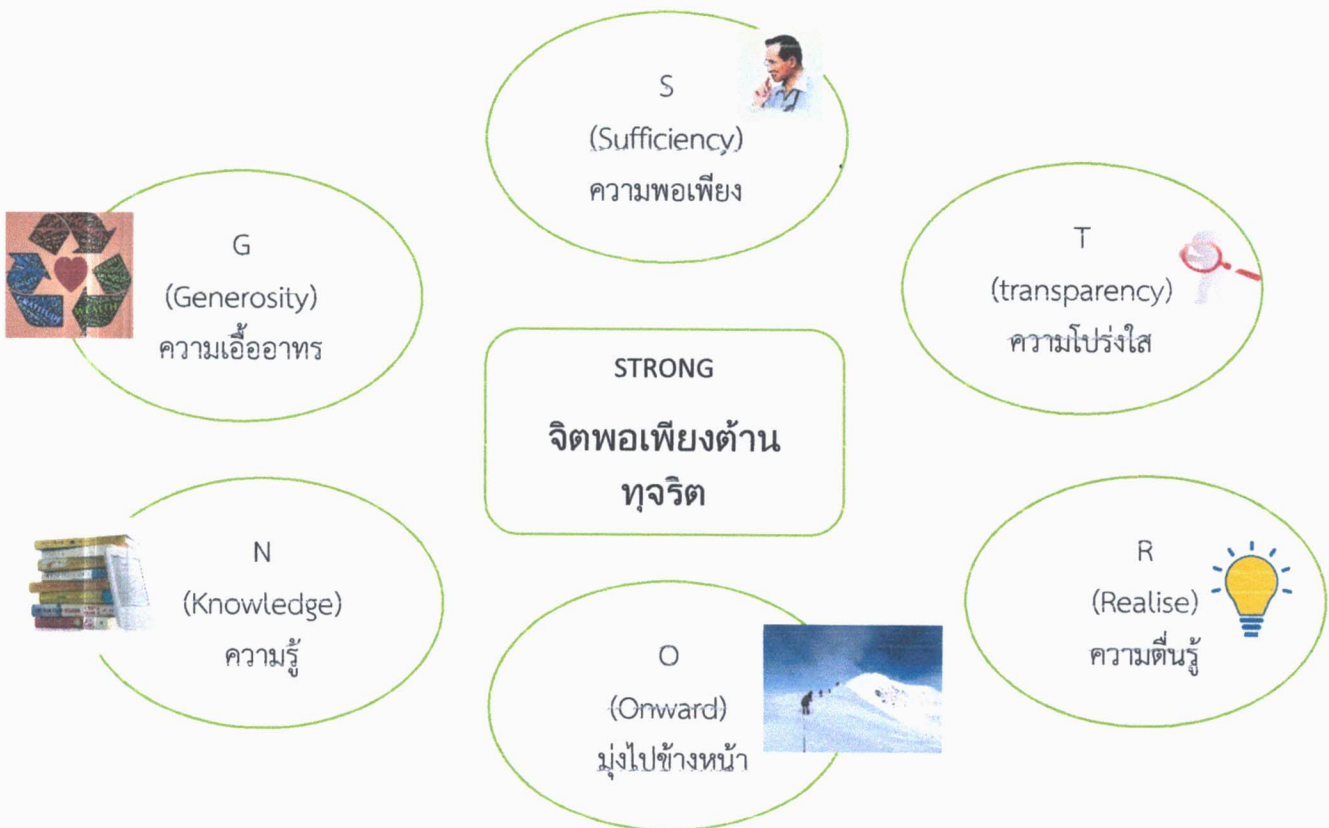 S
(Sufficiency)
ความพอเพียง
T
(transparency)
ความโปร่งใส
R
(Realise)
ความตื่นรู้
O
(Onward)
มุ่งไปข้างหน้า
N
(Knowledge)
ความรู้
G
(Generosity)
ความเอื้ออาทร
STRONG
จิตพอเพียงต้าน
ทุจริต